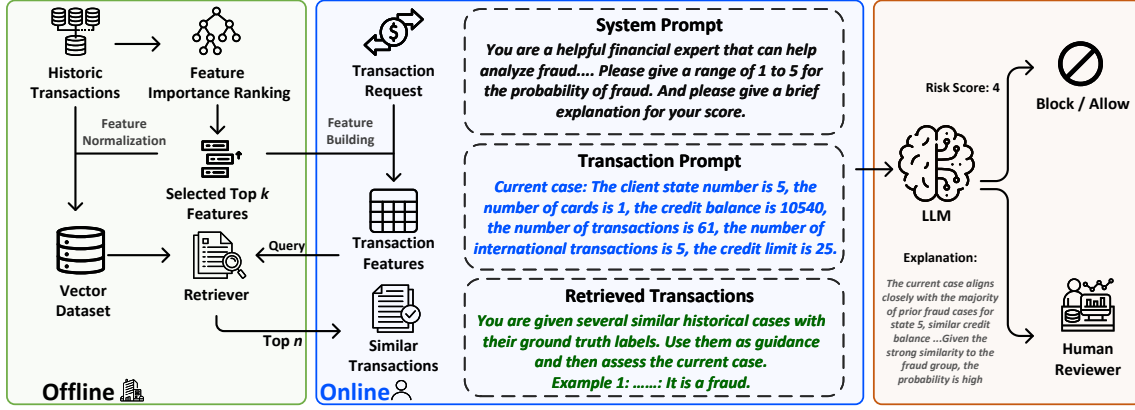 Historic
Transactions
Feature
Importance Ranking
Feature
Normalization
Selected Top k
Features
Vector
Dataset
Retriever
Offline
Transaction
Request
Feature
Building
Transaction
Features
Query
Top n
Similar
Transactions
Online
System Prompt
You are a helpful financial expert that can help
analyze fraud.... Please give a range of 1 to 5 for
the probability of fraud. And please give a brief
explanation for your score.
Transaction Prompt
Current case: The client state number is 5, the
number of cards is 1, the credit balance is 10540,
the number of transactions is 61, the number of
international transactions is 5, the credit limit is 25.
Retrieved Transactions
You are given several similar historical cases with
their ground truth labels. Use them as guidance
and then assess the current case.
Example 1: ......: It is a fraud.
Risk Score: 4
Block / Allow
LLM
Explanation:
The current case aligns
closely with the majority
of prior fraud cases for
state 5, similar credit
balance ...Given the
strong similarity to the
fraud group, the
probability is high
Human
Reviewer